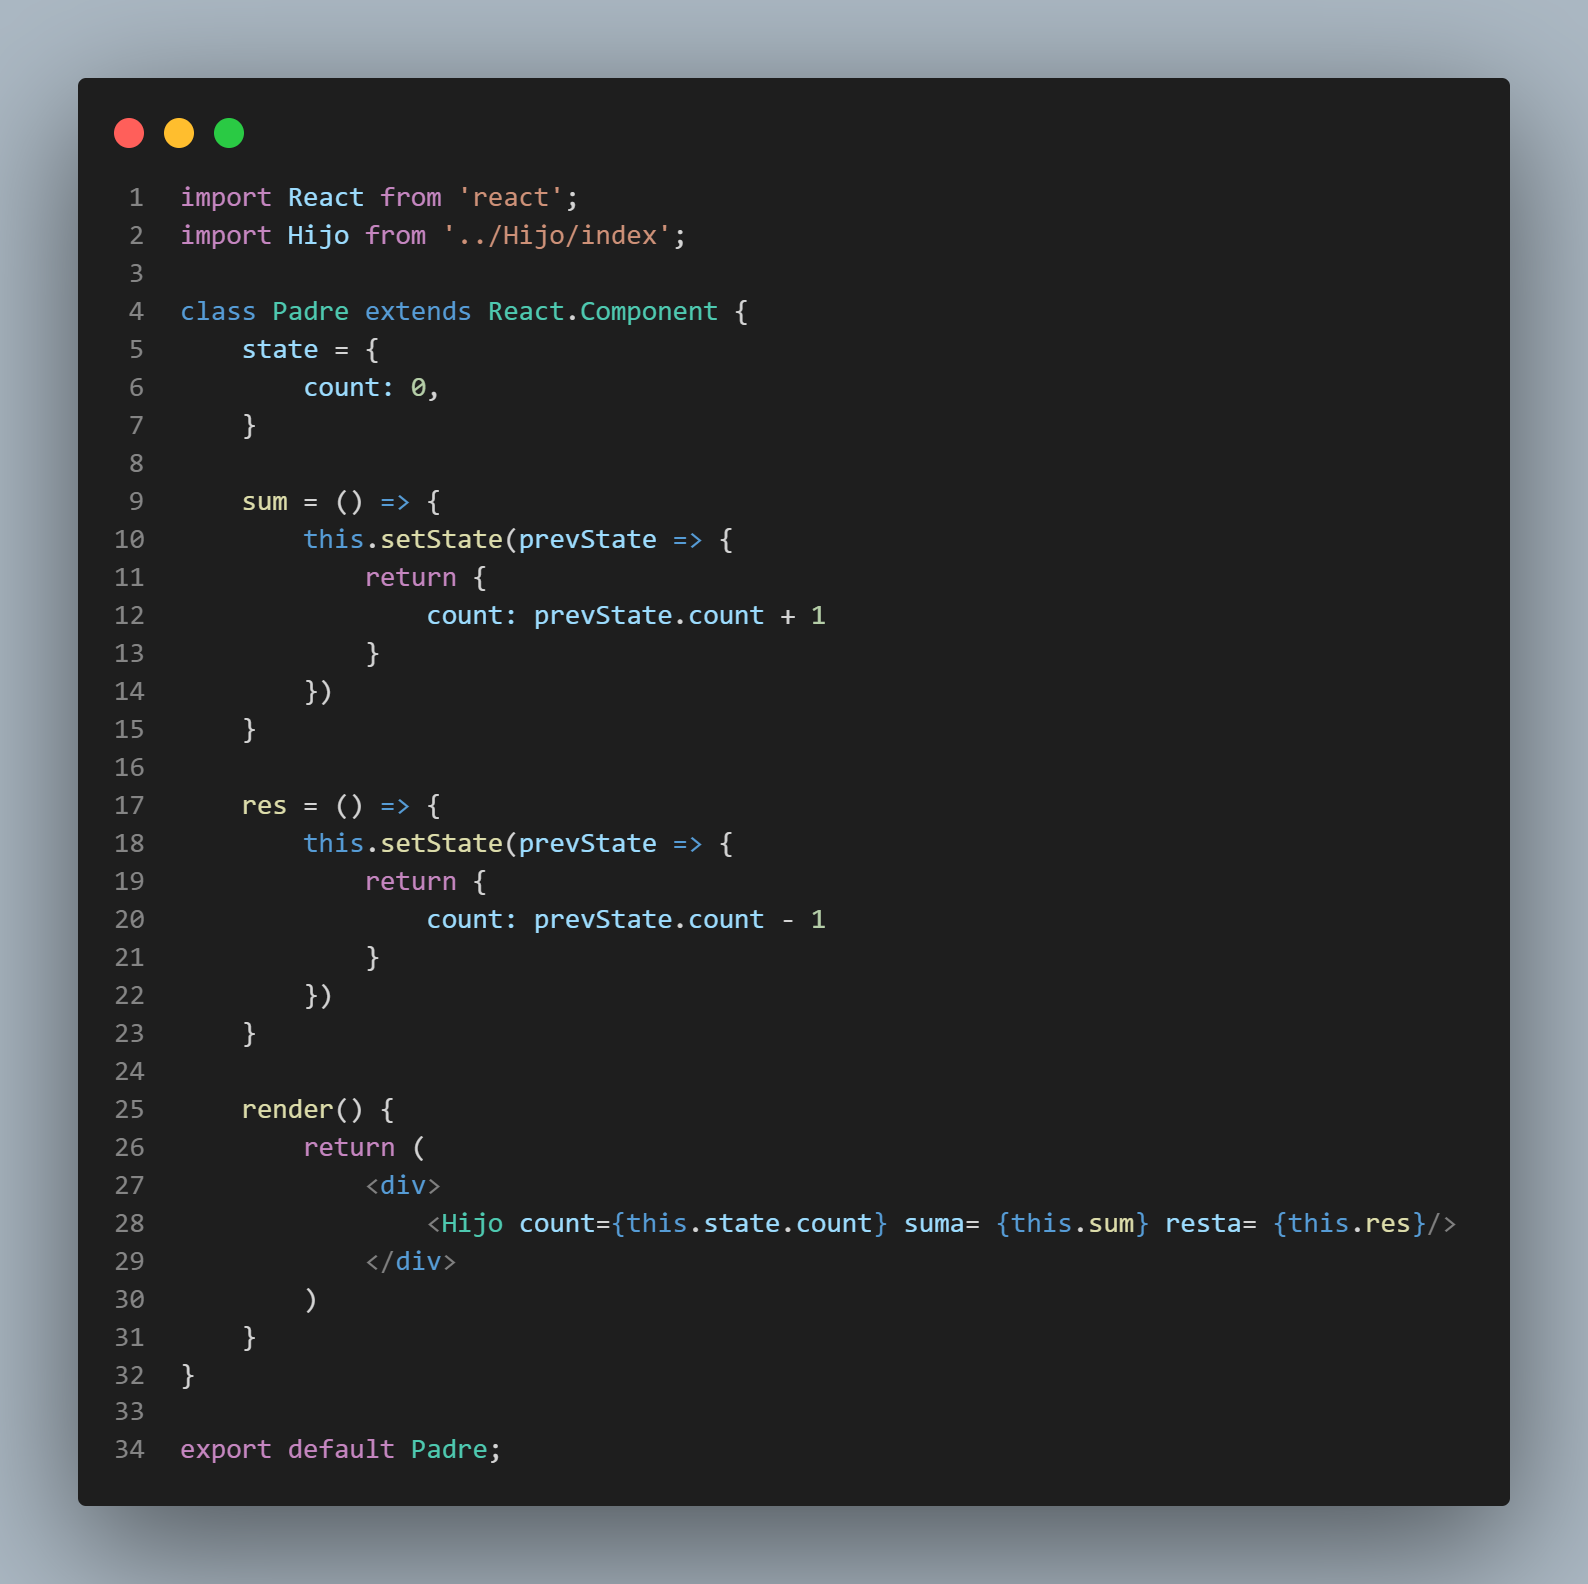 1 import React from 'react';
2 import Hijo from '../Hijo/index';
3
4 class Padre extends React.Component {
5     state = {
6         count: 0,
7     }
8
9     sum = () => {
10         this.setState(prevState => {
11             return {
12                 count: prevState.count + 1
13             }
14         })
15     }
16
17     res = () => {
18         this.setState(prevState => {
19             return {
20                 count: prevState.count - 1
21             }
22         })
23     }
24
25     render() {
26         return (
27             <div>
28                 <Hijo count={this.state.count} suma= {this.sum} resta= {this.res}/>
29             </div>
30         )
31     }
32 }
33
34 export default Padre;